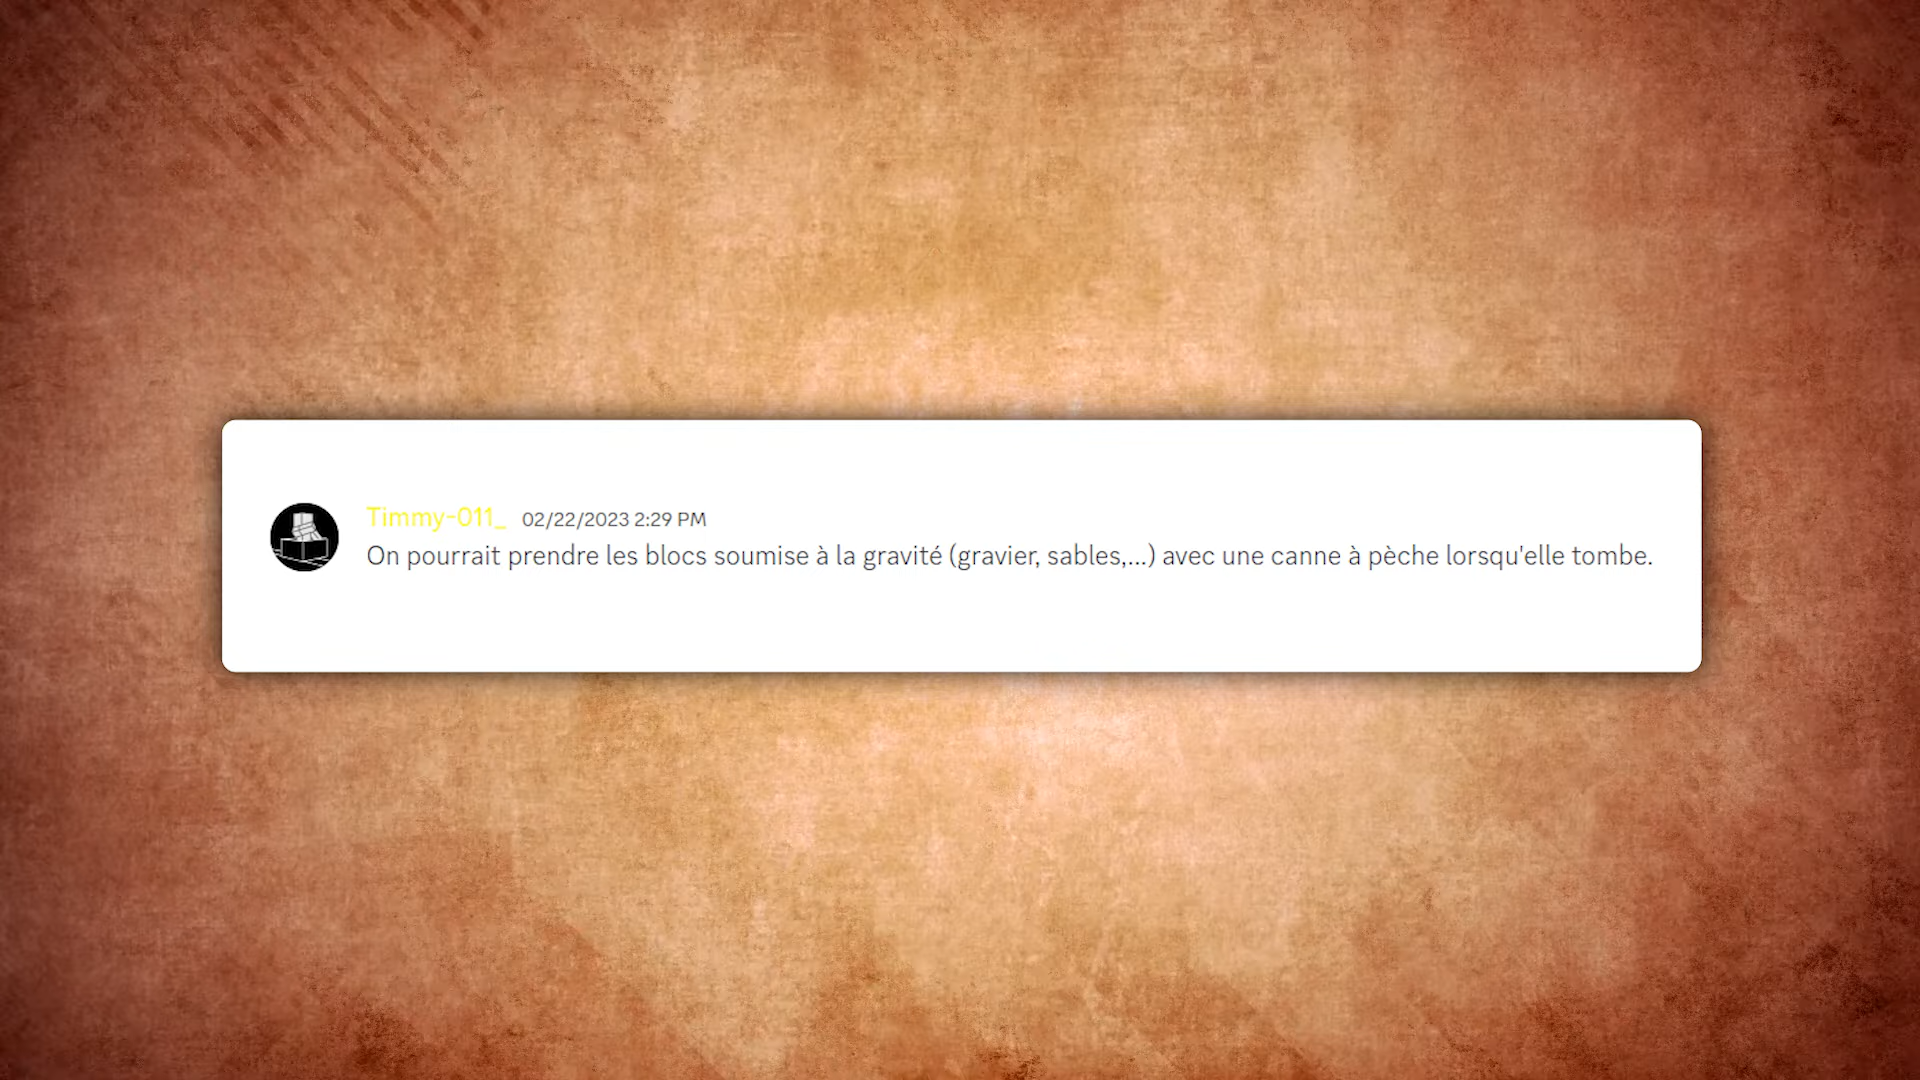 Timmy-011_ 02/22/2023 2:29 PM
On pourrait prendre les blocs soumise à la gravité (gravier, sables,...) avec une canne à pèche lorsqu'elle tombe.